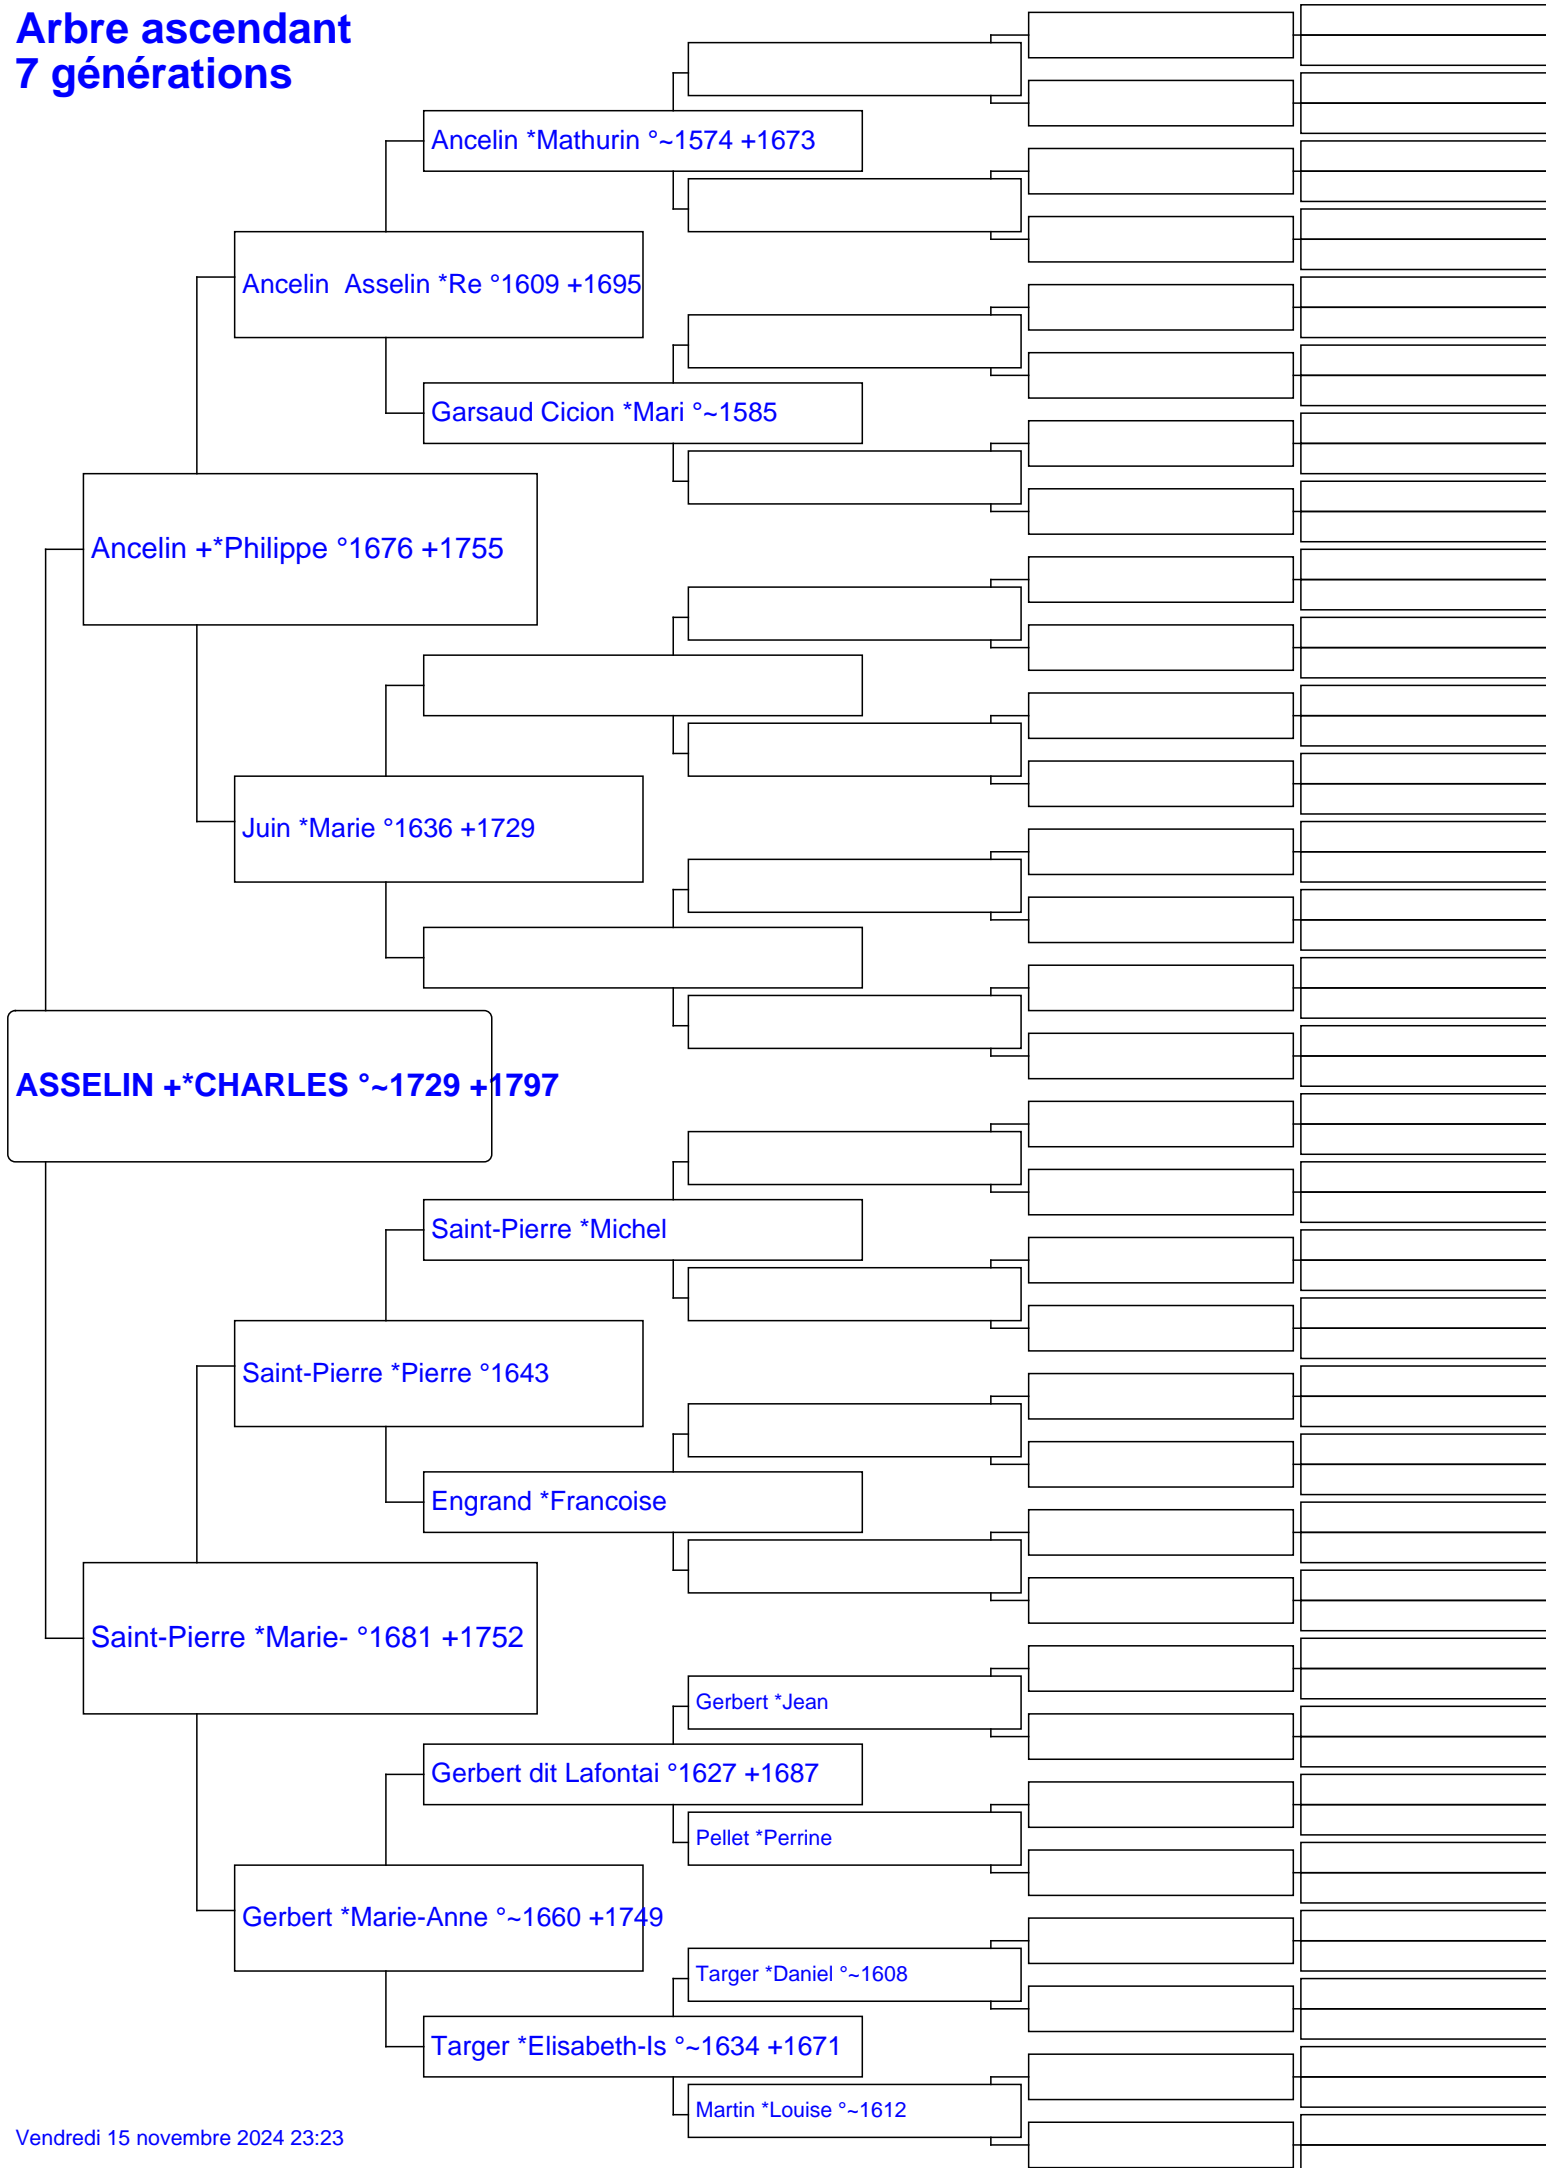 Arbre ascendant
7 générations
Ancelin *Mathurin °~1574 +1673
Ancelin  Asselin *Re °1609 +1695
Garsaud Cicion *Mari °~1585
Ancelin +*Philippe °1676 +1755
Juin *Marie °1636 +1729
ASSELIN +*CHARLES °~1729 +1797
Saint-Pierre *Michel
Saint-Pierre *Pierre °1643
Engrand *Francoise
Saint-Pierre *Marie- °1681 +1752
Gerbert *Jean
Gerbert dit Lafontai °1627 +1687
Pellet *Perrine
Gerbert *Marie-Anne °~1660 +1749
Targer *Daniel °~1608
Targer *Elisabeth-Is °~1634 +1671
Martin *Louise °~1612
Vendredi 15 novembre 2024 23:23